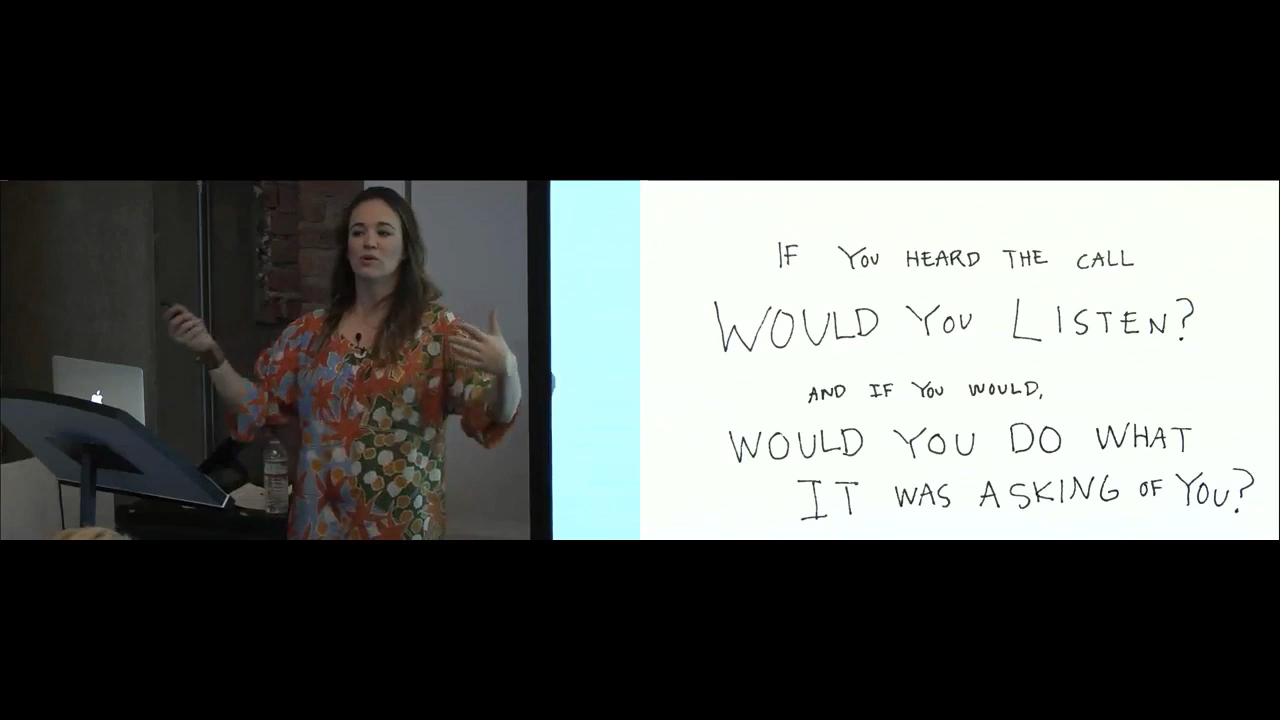 IF YOU HEARD THE CALL
WOULD YOU LISTEN?
AND IF YOU WOULD,
WOULD YOU DO WHAT
IT WAS ASKING OF YOU?